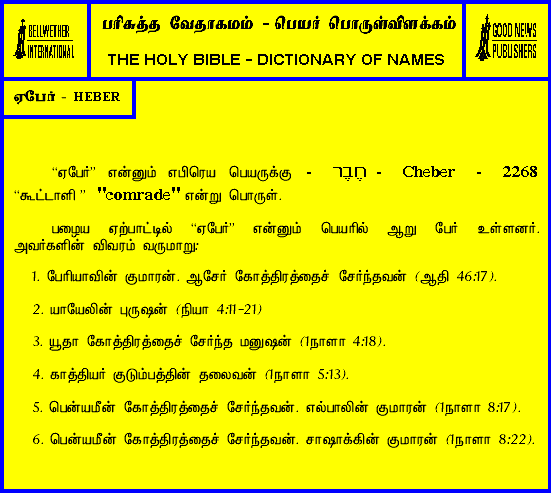 BELLWETHER
INTERNATIONAL
பரிசுத்த வேதாகமம் - பெயர் பொருள்விளக்கம்
THE HOLY BIBLE - DICTIONARY OF NAMES
GOOD NEWS
PUBLISHERS
ஏபேர் - HEBER
“ஏபேர்” என்னும் எபிரெய பெயருக்கு - חֶבֶר - Cheber - 2268
“கூட்டாளி” "comrade" என்று பொருள்.
பழைய ஏற்பாட்டில் “ஏபேர்” என்னும் பெயரில் ஆறு பேர் உள்ளனர்.
அவர்களின் விவரம் வருமாறு:
1. பேரியாவின் குமாரன். ஆசேர் கோத்திரத்தைச் சேர்ந்தவன் (ஆதி 46:17).
2. யாயேலின் புருஷன் (நியா 4:11-21)
3. யூதா கோத்திரத்தைச் சேர்ந்த மனுஷன் (1நாளா 4:18).
4. காத்தியர் குடும்பத்தின் தலைவன் (1நாளா 5:13).
5. பென்யமீன் கோத்திரத்தைச் சேர்ந்தவன். எல்பாலின் குமாரன் (1நாளா 8:17).
6. பென்யமீன் கோத்திரத்தைச் சேர்ந்தவன். சாஷாக்கின் குமாரன் (1நாளா 8:22).